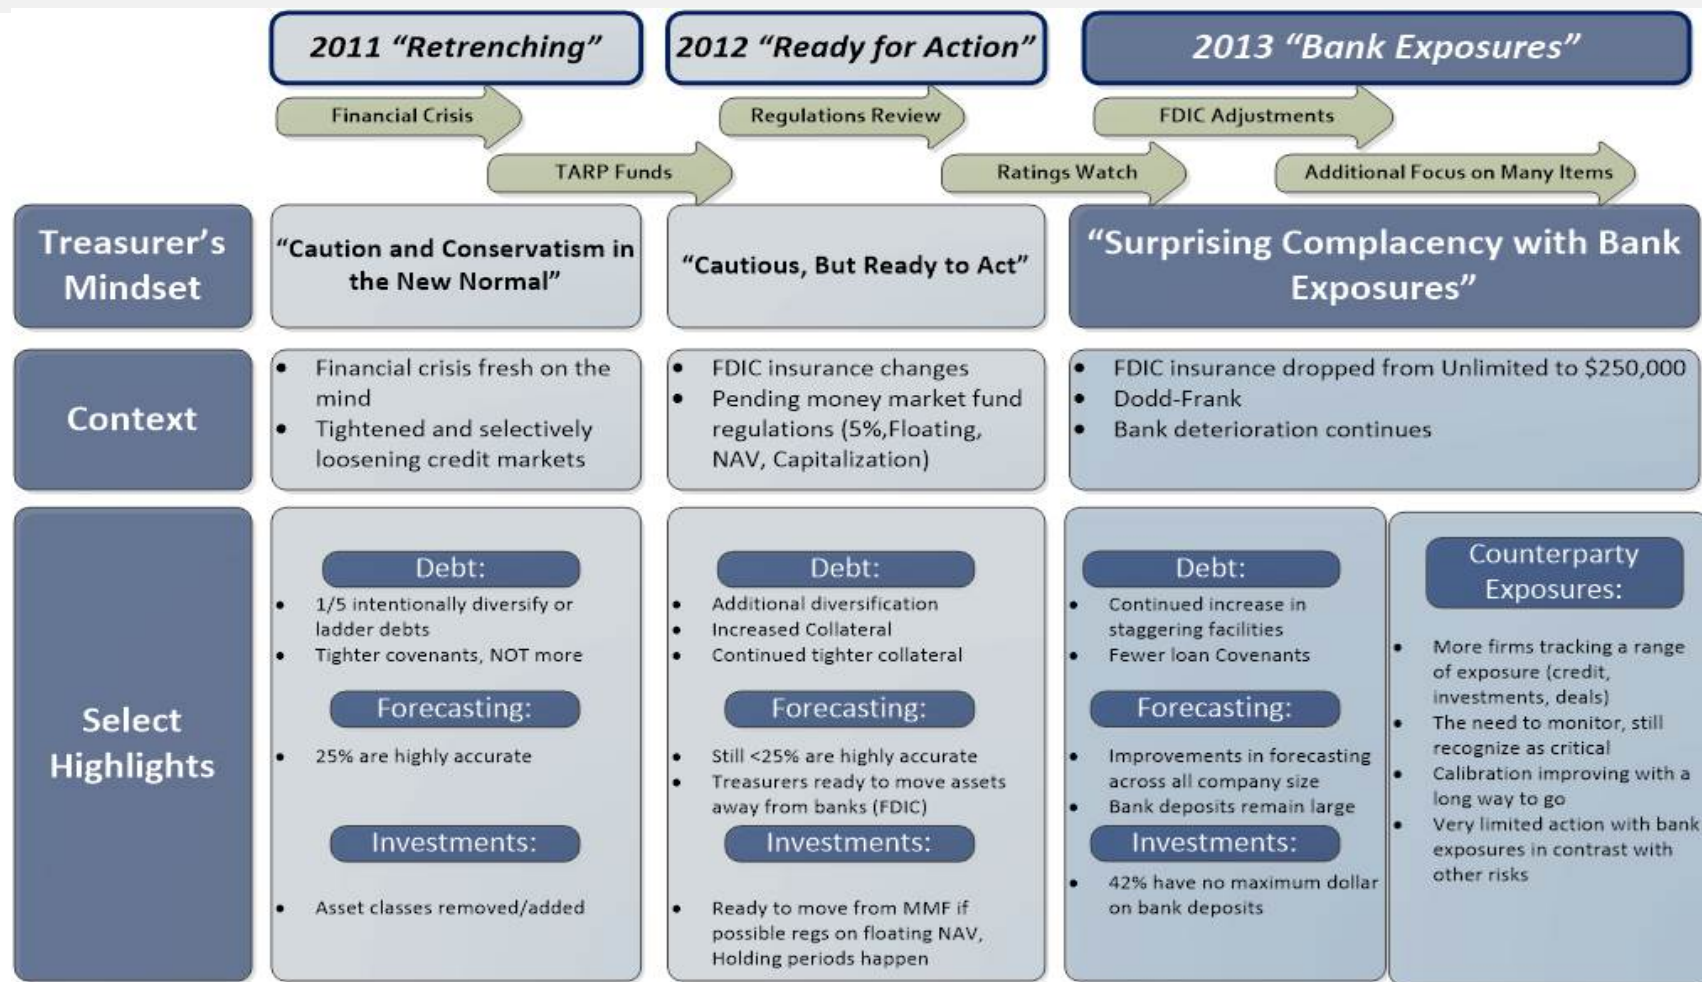 2011 “Retrenching”
2012 “Ready for Action”
2013 “Bank Exposures”
Financial Crisis
Regulations Review
FDIC Adjustments
TARP Funds
Ratings Watch
Additional Focus on Many Items
Treasurer’s
Mindset
“Caution and Conservatism in
the New Normal”
“Cautious, But Ready to Act”
“Surprising Complacency with Bank
Exposures”
Context
• Financial crisis fresh on the
mind
• Tightened and selectively
loosening credit markets
• FDIC insurance changes
• Pending money market fund
regulations (5%,Floating,
NAV, Capitalization)
• FDIC insurance dropped from Unlimited to $250,000
• Dodd-Frank
• Bank deterioration continues
Select
Highlights
Debt:
• 1/5 intentionally diversify or
ladder debts
• Tighter covenants, NOT more
Forecasting:
• 25% are highly accurate
Investments:
• Asset classes removed/added
Debt:
• Additional diversification
• Increased Collateral
• Continued tighter collateral
Forecasting:
• Still <25% are highly accurate
• Treasurers ready to move assets
away from banks (FDIC)
Investments:
• Ready to move from MMF if
possible regs on floating NAV,
Holding periods happen
Debt:
• Continued increase in
staggering facilities
• Fewer loan Covenants
Forecasting:
• Improvements in forecasting
across all company size
• Bank deposits remain large
Investments:
• 42% have no maximum dollar
on bank deposits
Counterparty
Exposures:
• More firms tracking a range
of exposure (credit,
investments, deals)
• The need to monitor, still
recognize as critical
• Calibration improving with a
long way to go
• Very limited action with bank
exposures in contrast with
other risks